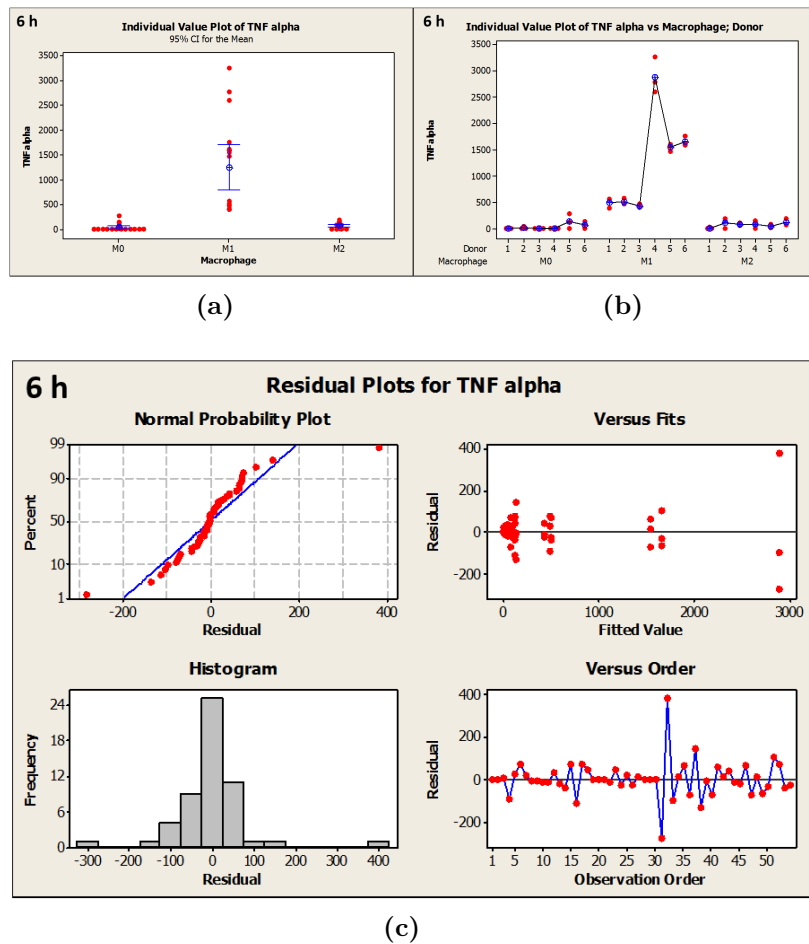 6 h
Individual Value Plot of TNF alpha
95% CI for the Mean
3500
3000
2500
2000
1500
1000
500
0
TNF alpha
M0 M1 M2
Macrophage
6 h
Individual Value Plot of TNF alpha vs Macrophage; Donor
3500
3000
2500
2000
1500
1000
500
0
TNF alpha
Donor 1 2 3 4 5 6 1 2 3 4 5 6 1 2 3 4 5 6
Macrophage M0 M1 M2
(a)
(b)
6 h
Residual Plots for TNF alpha
Normal Probability Plot
99
90
50
10
1
Percent
-200 0 200 400
Residual
Versus Fits
400
200
0
-200
Residual
0 1000 2000 3000
Fitted Value
Histogram
24
18
12
6
0
Frequency
-300 -200 -100 0 100 200 300 400
Residual
Versus Order
400
200
0
-200
Residual
1 5 10 15 20 25 30 35 40 45 50
Observation Order
(c)